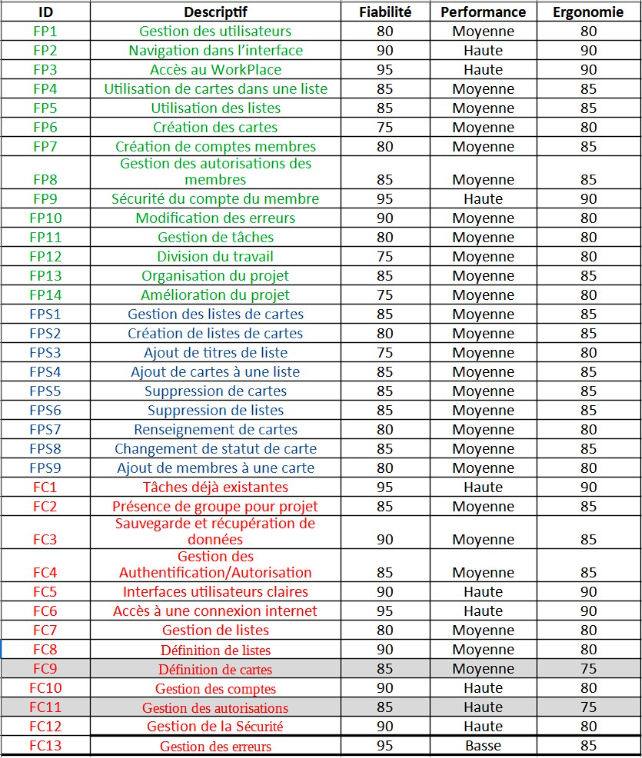 ID Descriptif Fiabilité Performance Ergonomie
FP1 Gestion des utilisateurs 80 Moyenne 80
FP2 Navigation dans l’interface 90 Haute 90
FP3 Accès au WorkPlace 95 Haute 90
FP4 Utilisation de cartes dans une liste 85 Moyenne 85
FP5 Utilisation des listes 85 Moyenne 85
FP6 Création des cartes 75 Moyenne 80
FP7 Création de comptes membres 80 Moyenne 85
Gestion des autorisations des
FP8 membres 85 Moyenne 85
FP9 Sécurité du compte du membre 95 Haute 90
FP10 Modification des erreurs 90 Moyenne 80
FP11 Gestion de tâches 80 Moyenne 80
FP12 Division du travail 75 Moyenne 80
FP13 Organisation du projet 85 Moyenne 85
FP14 Amélioration du projet 75 Moyenne 80
FPS1 Gestion des listes de cartes 85 Moyenne 85
FPS2 Création de listes de cartes 80 Moyenne 85
FPS3 Ajout de titres de liste 75 Moyenne 80
FPS4 Ajout de cartes à une liste 85 Moyenne 85
FPS5 Suppression de cartes 85 Moyenne 85
FPS6 Suppression de listes 85 Moyenne 85
FPS7 Renseignement de cartes 80 Moyenne 80
FPS8 Changement de statut de carte 85 Moyenne 85
FPS9 Ajout de membres à une carte 80 Moyenne 80
FC1 Tâches déjà existantes 95 Haute 90
FC2 Présence de groupe pour projet 85 Moyenne 85
Sauvegarde et récupération de
FC3 données 90 Moyenne 85
Gestion des
FC4 Authentification/Autorisation 85 Moyenne 85
FC5 Interfaces utilisateurs claires 90 Haute 90
FC6 Accès à une connexion internet 95 Haute 90
FC7 Gestion de listes 80 Moyenne 80
FC8 Définition de listes 90 Moyenne 80
FC9 Définition de cartes 85 Moyenne 75
FC10 Gestion des comptes 90 Haute 80
FC11 Gestion des autorisations 85 Haute 75
FC12 Gestion de la Sécurité 90 Haute 80
FC13 Gestion des erreurs 95 Basse 85